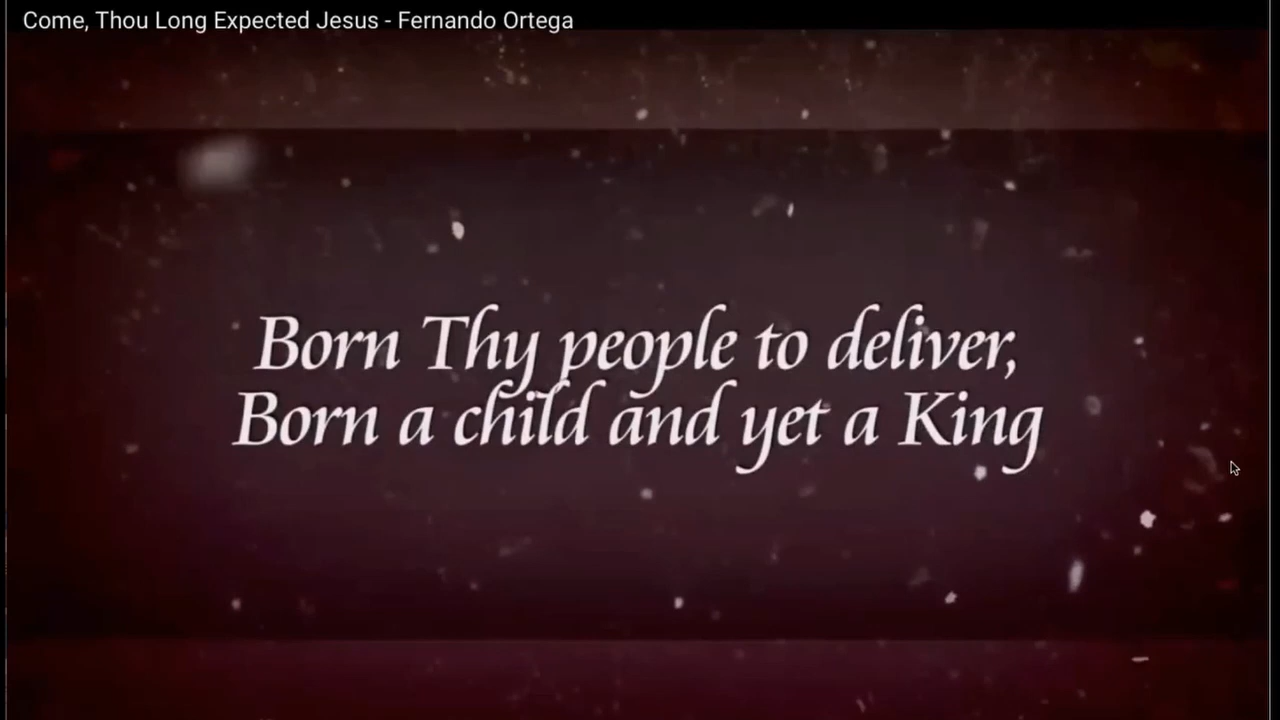 Come, Thou Long Expected Jesus - Fernando Ortega
Born Thy people to deliver,
Born a child and yet a King